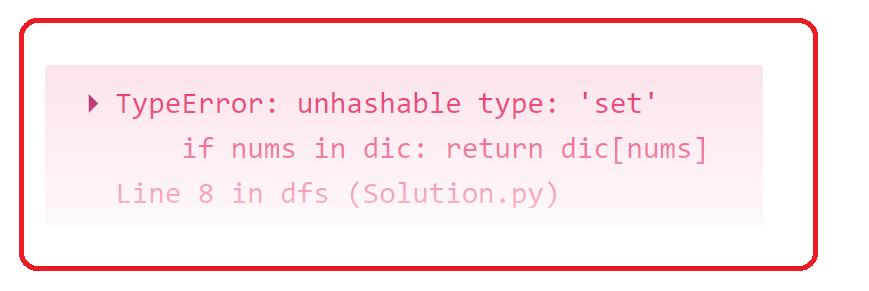 TypeError: unhashable type: 'set'
if nums in dic: return dic[nums]
Line 8 in dfs (Solution.py)